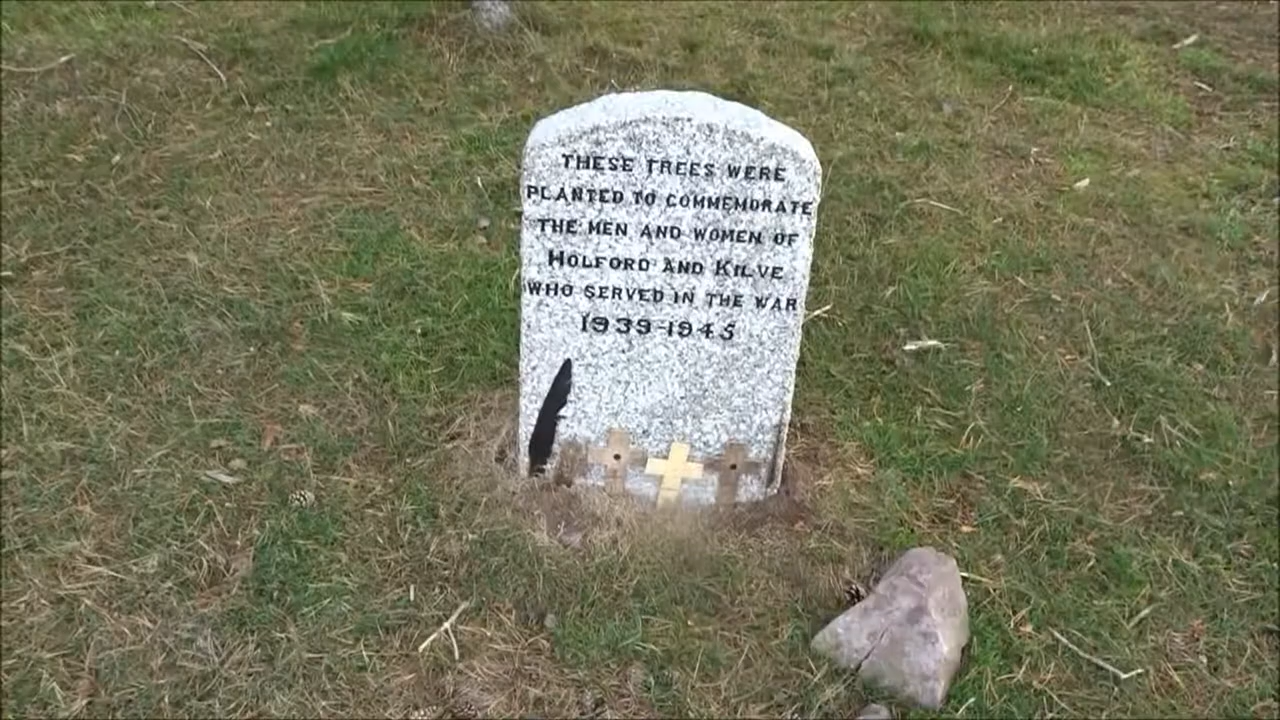 THESE TREES WERE
PLANTED TO COMMEMORATE
THE MEN AND WOMEN OF
HOLFORD AND KILVE
WHO SERVED IN THE WAR
1939-1945